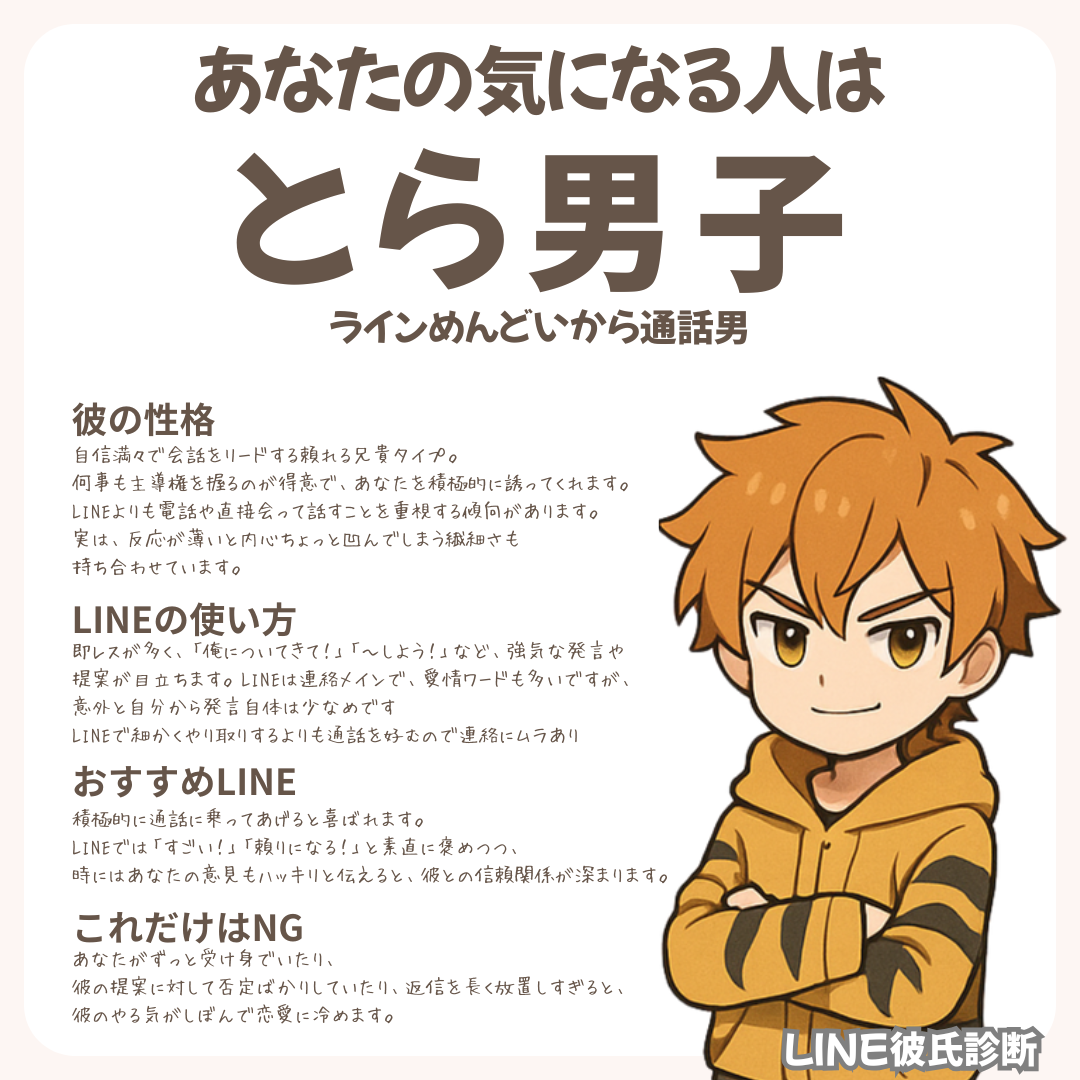 あなたの気になる人は
とら男子
ラインめんどいから通話男
彼の性格
自信満々で会話をリードする頼れる兄貴タイプ。
何事も主導権を握るのが得意で、あなたを積極的に誘ってくれます。
LINEよりも電話や直接会って話すことを重視する傾向があります。
実は、反応が薄いと内心ちょっと凹んでしまう繊細さも
持ち合わせています。
LINEの使い方
即レスが多く、「俺についてきて!」「〜しよう!」など、強気な発言や
提案が目立ちます。LINEは連絡メインで、愛情ワードも多いですが、
意外と自分から発言自体は少なめです
LINEで細かくやり取りするよりも通話を好むので連絡にムラあり
おすすめLINE
積極的に通話に乗ってあげると喜ばれます。
LINEでは「すごい!」「頼りになる!」と素直に褒めつつ、
時にはあなたの意見もハッキリと伝えると、彼との信頼関係が深まります。
これだけはNG
あなたがずっと受け身でいたり、
彼の提案に対して否定ばかりしていたり、返信を長く放置しすぎると、
彼のやる気がしぼんで恋愛に冷めます。
LINE彼氏診断